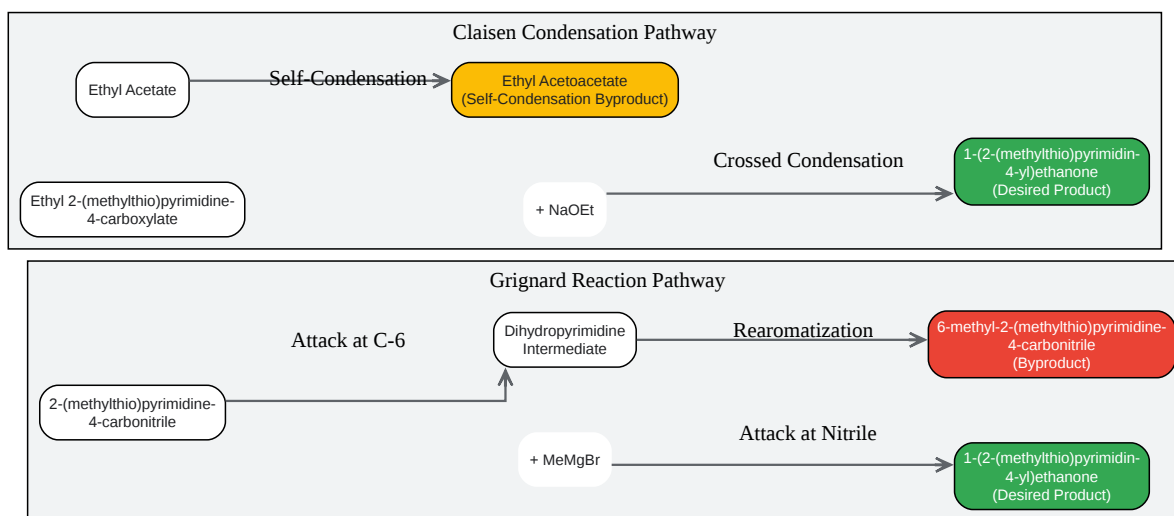 Claisen Condensation Pathway
Ethyl Acetate
Self-Condensation
Ethyl Acetoacetate
(Self-Condensation Byproduct)
Ethyl 2-(methylthio)pyrimidine-
4-carboxylate
+ NaOEt
Crossed Condensation
1-(2-(methylthio)pyrimidin-
4-yl)ethanone
(Desired Product)
Grignard Reaction Pathway
2-(methylthio)pyrimidine-
4-carbonitrile
Attack at C-6
Dihydropyrimidine
Intermediate
Rearomatization
6-methyl-2-(methylthio)pyrimidine-
4-carbonitrile
(Byproduct)
+ MeMgBr
Attack at Nitrile
1-(2-(methylthio)pyrimidin-
4-yl)ethanone
(Desired Product)